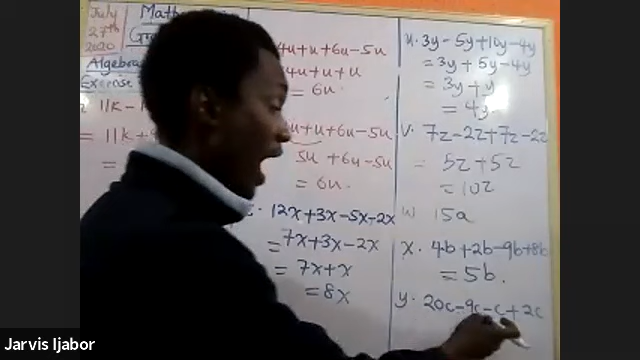 July
27th
2020
Algebra
Exercise
11k -
= 11k +
=
4u+u+6u-5u
4u+u+u
= 6u
u+u+6u-5u
5u + 6u-5u
= 6u.
12x+3x-5x-2x
= 7x+3x-2x
= 7x+x
= 8x
u. 3y-5y+10y-4y
= 3y + 5y-4y
= 3y+y
= 4y.
V. 7z-2z+7z-2z
= 5z+5z
= 10z
W) 15a
X. 4b+2b-9b+8b
= 5b.
y. 20c-9c-c+2c
Jarvis Ijabor